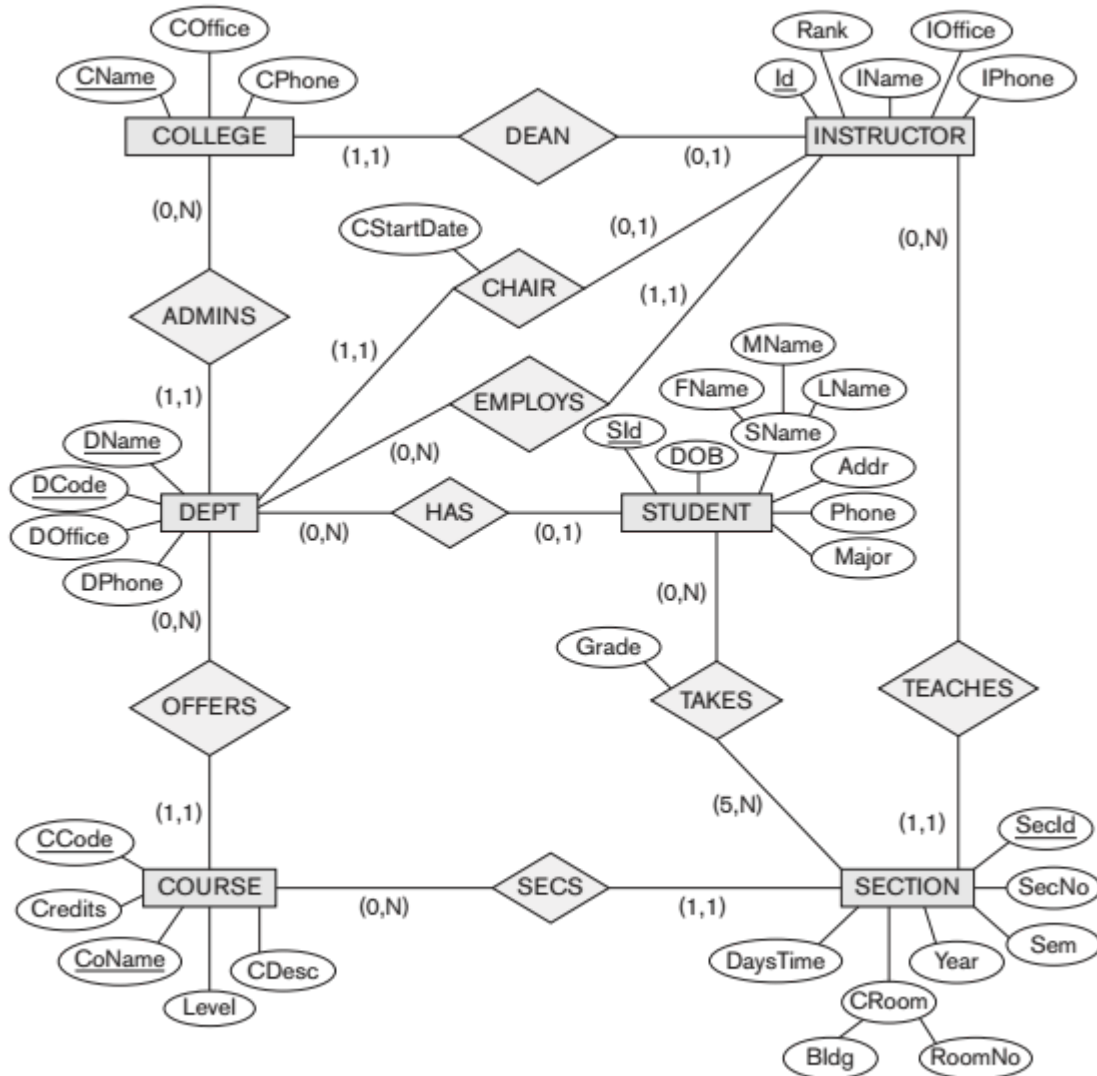 COffice
Rank
IOffice
CName
CPhone
Id
IName
IPhone
COLLEGE
DEAN
INSTRUCTOR
(1,1)
(0,1)
(0,N)
CStartDate
(0,1)
(0,N)
CHAIR
(1,1)
ADMINS
(1,1)
MName
(1,1)
FName
LName
EMPLOYS
DName
(0,N)
SId
SName
DOB
Addr
DCode
DEPT
HAS
STUDENT
Phone
DOffice
(0,N)
(0,1)
Major
DPhone
(0,N)
(0,N)
Grade
OFFERS
TAKES
TEACHES
(1,1)
(5,N)
(1,1)
CCode
SecId
COURSE
SECS
SECTION
SecNo
Credits
(0,N)
(1,1)
CoName
CDesc
DaysTime
Year
Sem
Level
CRoom
Bldg
RoomNo